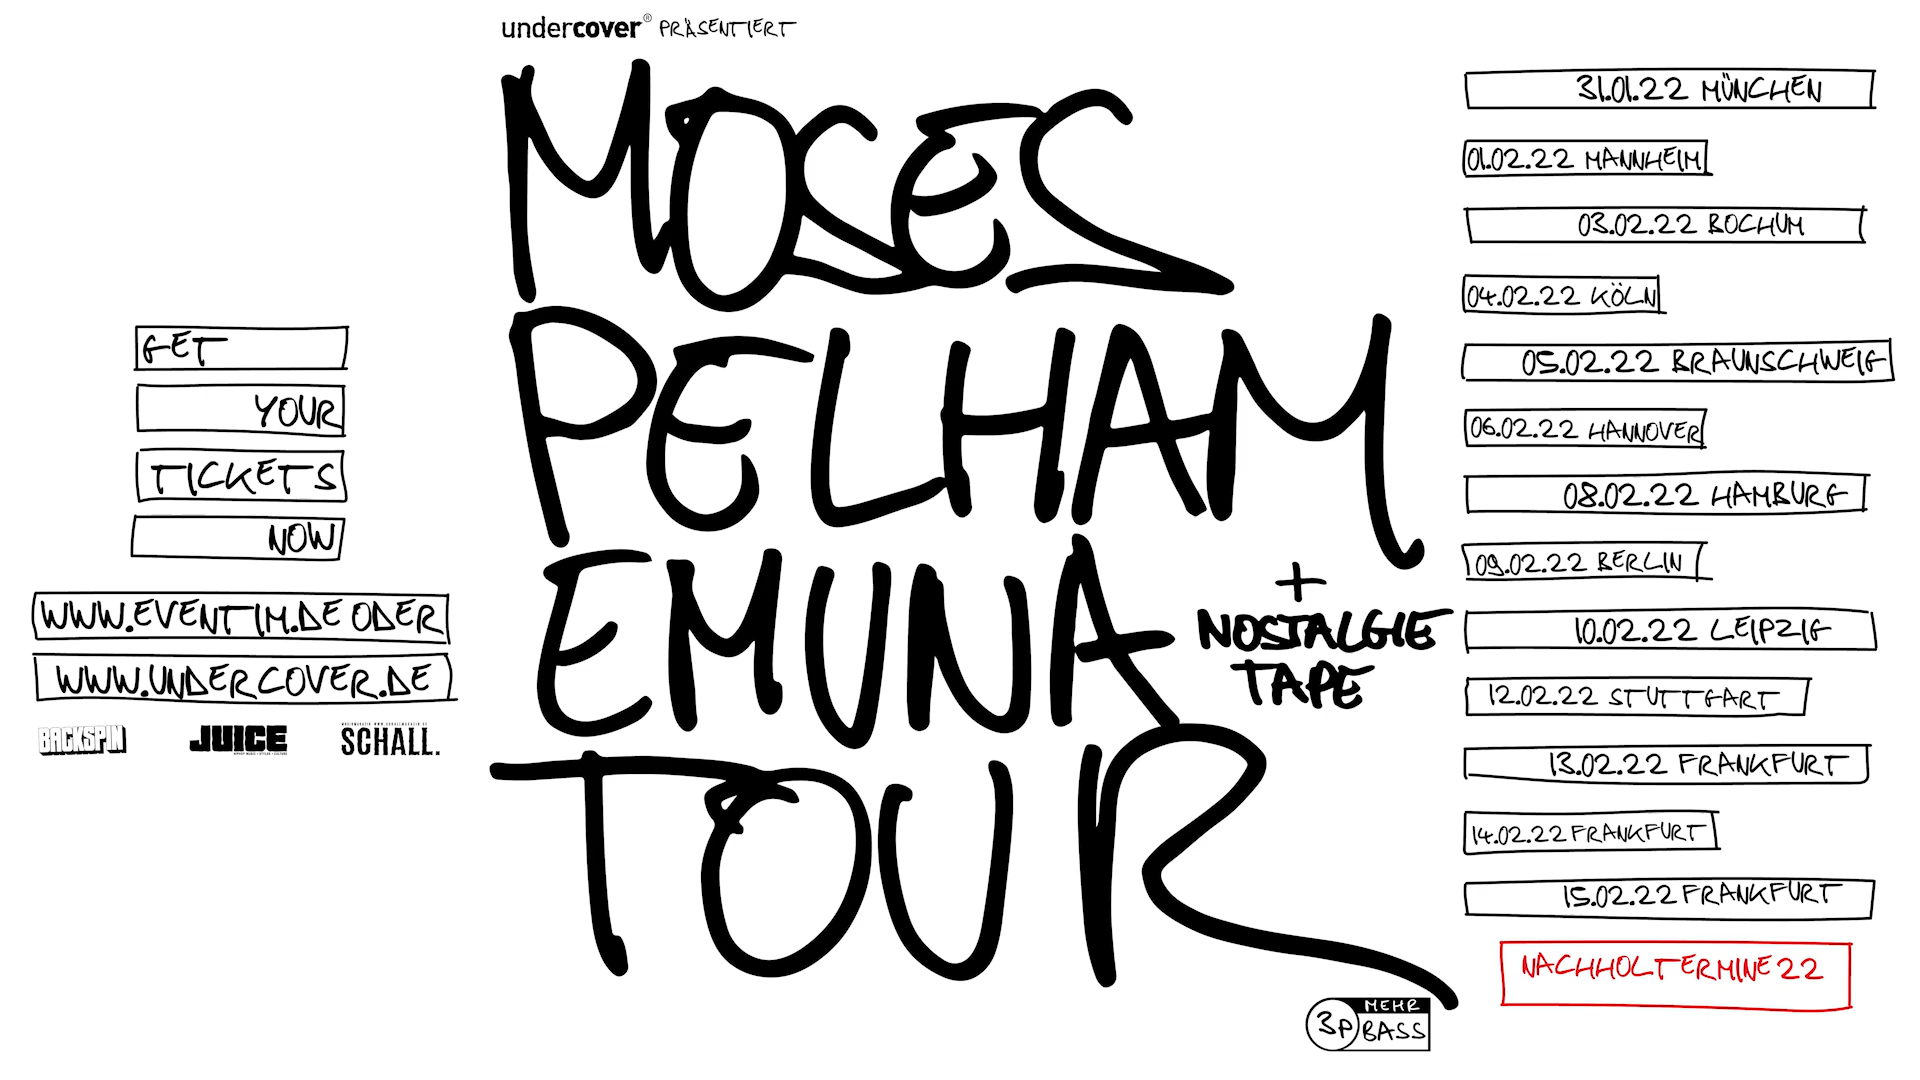 undercover® PRÄSENTIERT
MOSES
PELHAM
EMUNA
TOUR
+
NOSTALGIE
TAPE
GET
YOUR
TICKETS
NOW
WWW.EVENTIM.DE ODER
WWW.UNDERCOVER.DE
BACKSPIN
JUICE
SCHALL.
31.01.22 MÜNCHEN
01.02.22 MANNHEIM
03.02.22 BOCHUM
04.02.22 KÖLN
05.02.22 BRAUNSCHWEIG
06.02.22 HANNOVER
08.02.22 HAMBURG
09.02.22 BERLIN
10.02.22 LEIPZIG
12.02.22 STUTTGART
13.02.22 FRANKFURT
14.02.22 FRANKFURT
15.02.22 FRANKFURT
NACHHOLTERMINE 22
3P MEHR
BASS